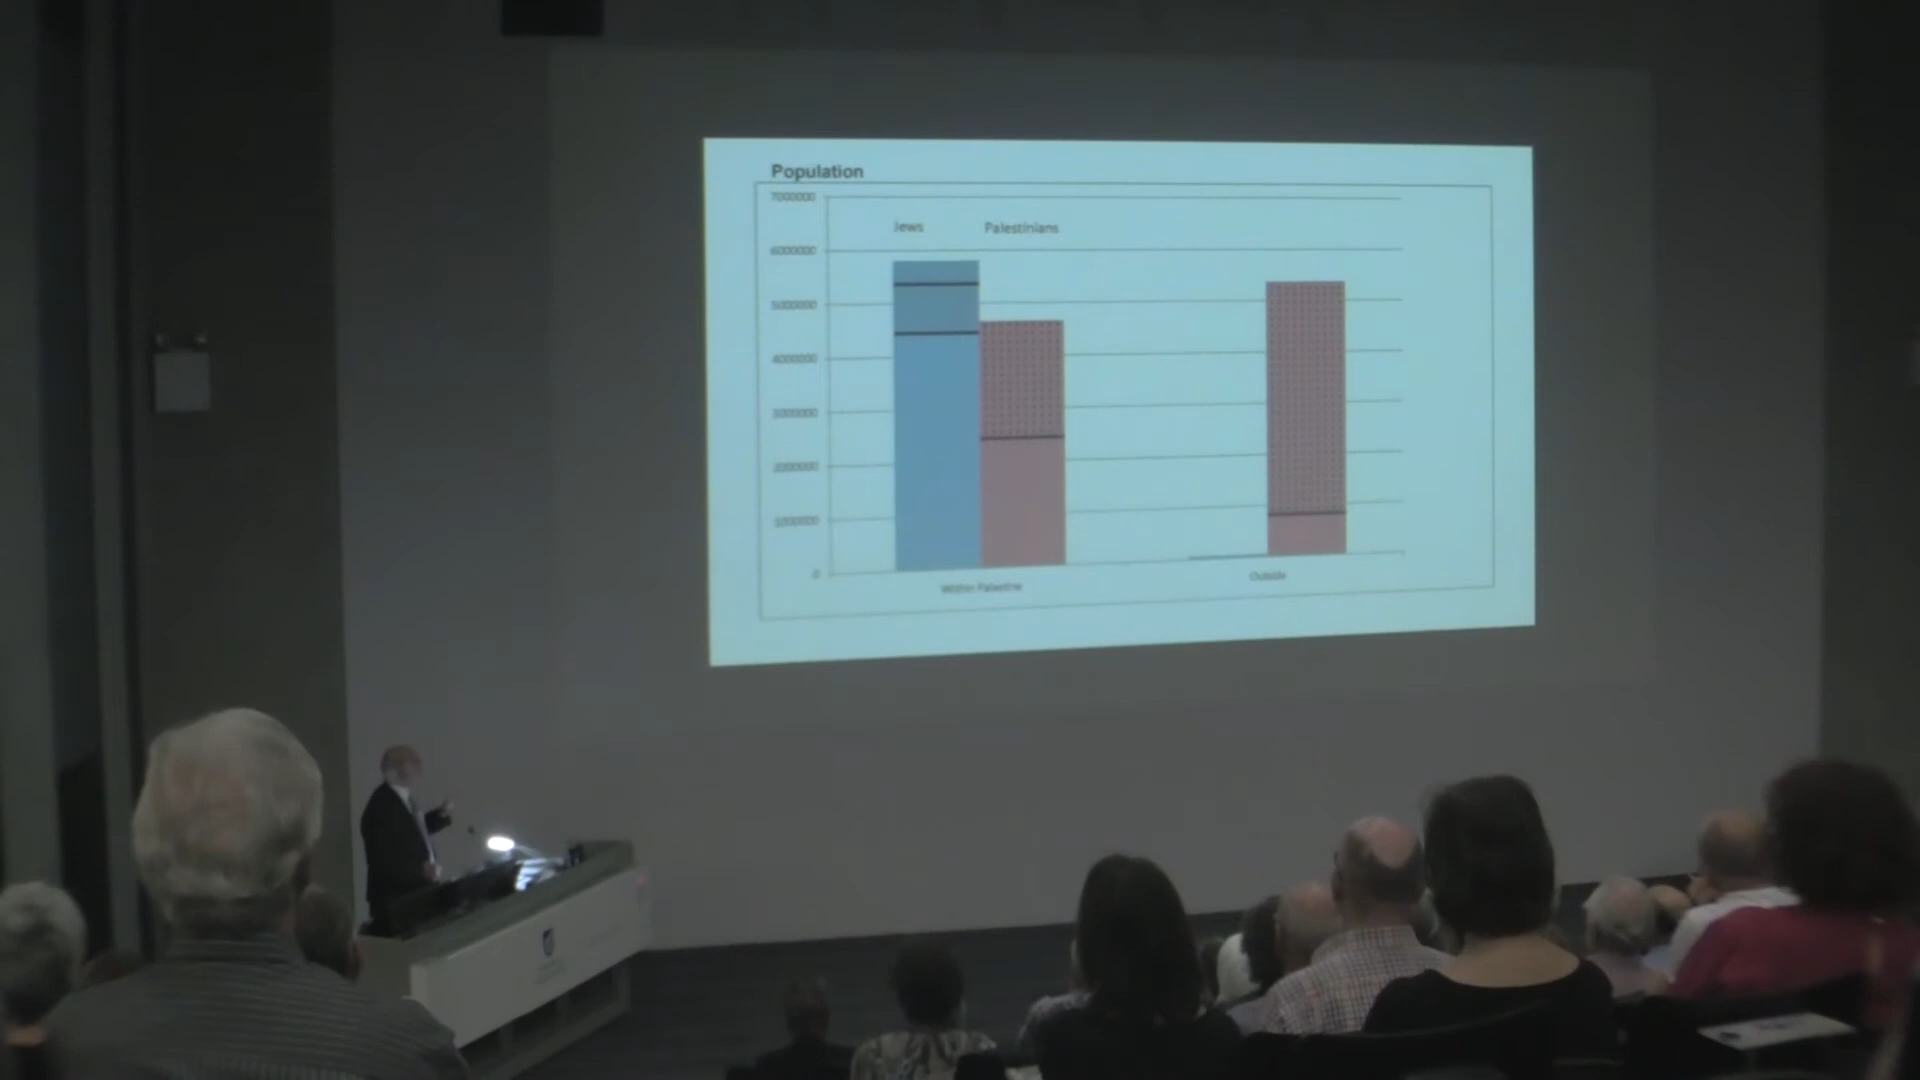 Population
7000000
Jews Palestinians
6000000
5000000
4000000
3000000
2000000
1000000
0
Within Palestine Outside